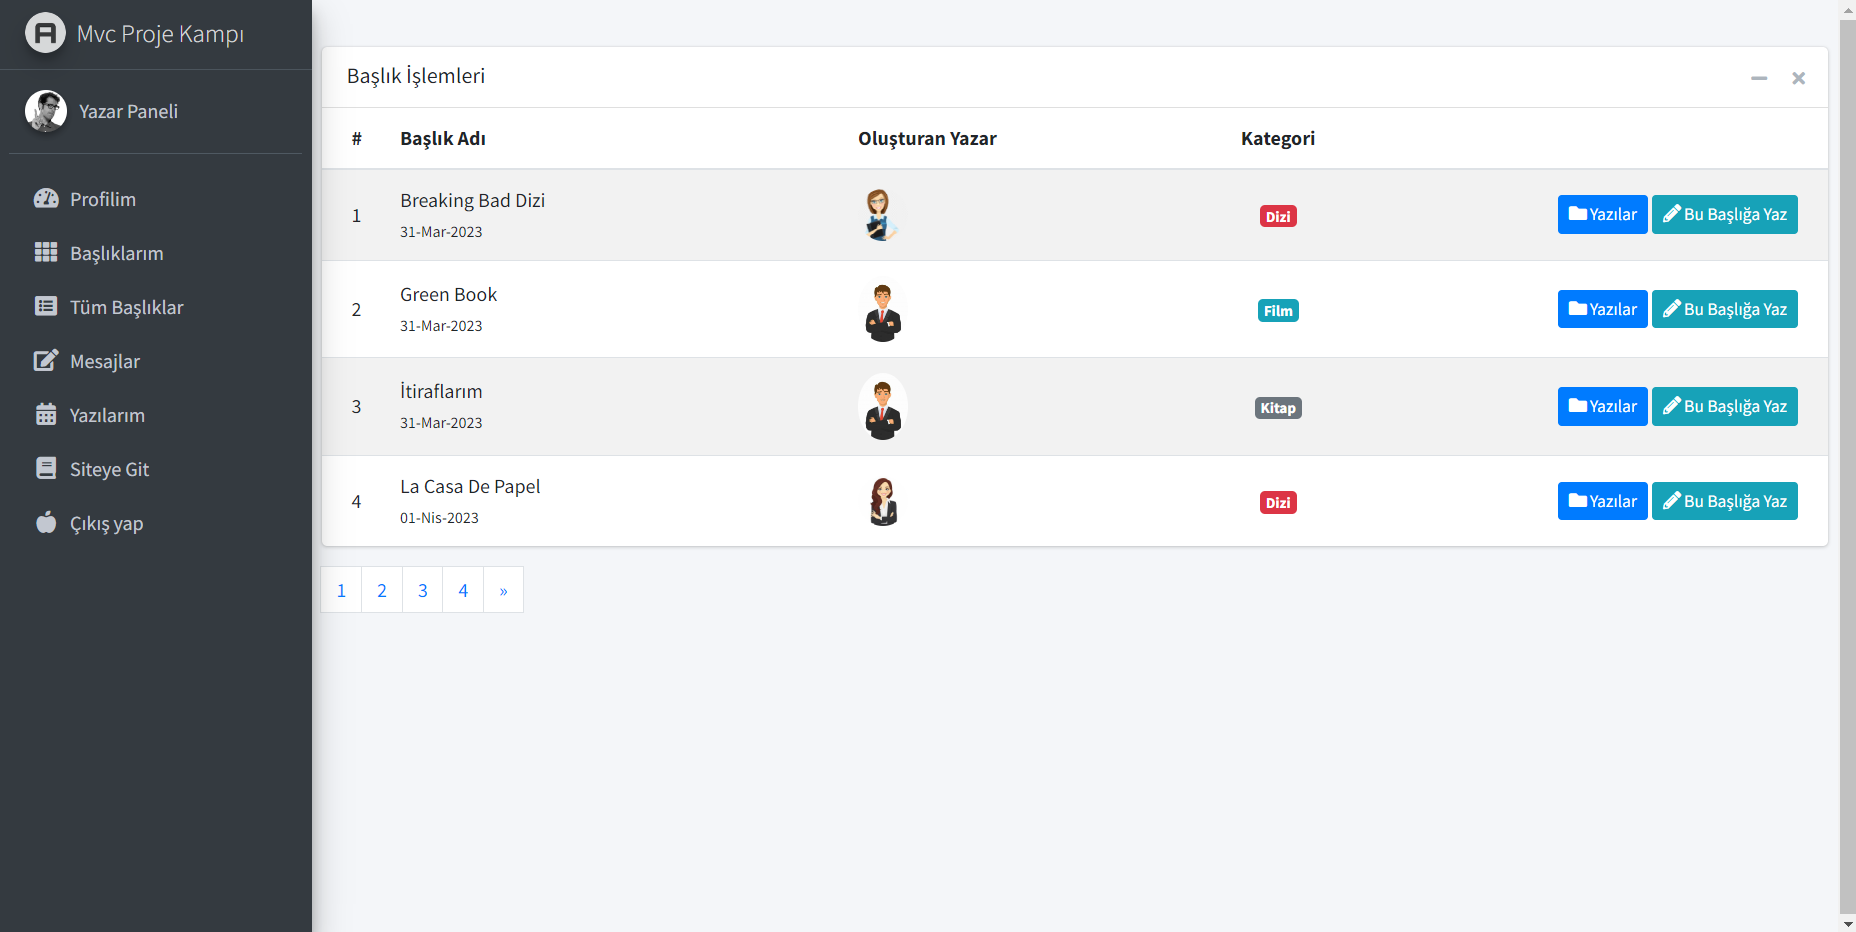 Mvc Proje Kampı
Yazar Paneli
Profilim
Başlıklarım
Tüm Başlıklar
Mesajlar
Yazılarım
Siteye Git
Çıkış yap
Başlık İşlemleri
# Başlık Adı Oluşturan Yazar Kategori
1 Breaking Bad Dizi Dizi Yazılar Bu Başlığa Yaz
31-Mar-2023
2 Green Book Film Yazılar Bu Başlığa Yaz
31-Mar-2023
3 İtiraflarım Kitap Yazılar Bu Başlığa Yaz
31-Mar-2023
4 La Casa De Papel Dizi Yazılar Bu Başlığa Yaz
01-Nis-2023
1 2 3 4 »